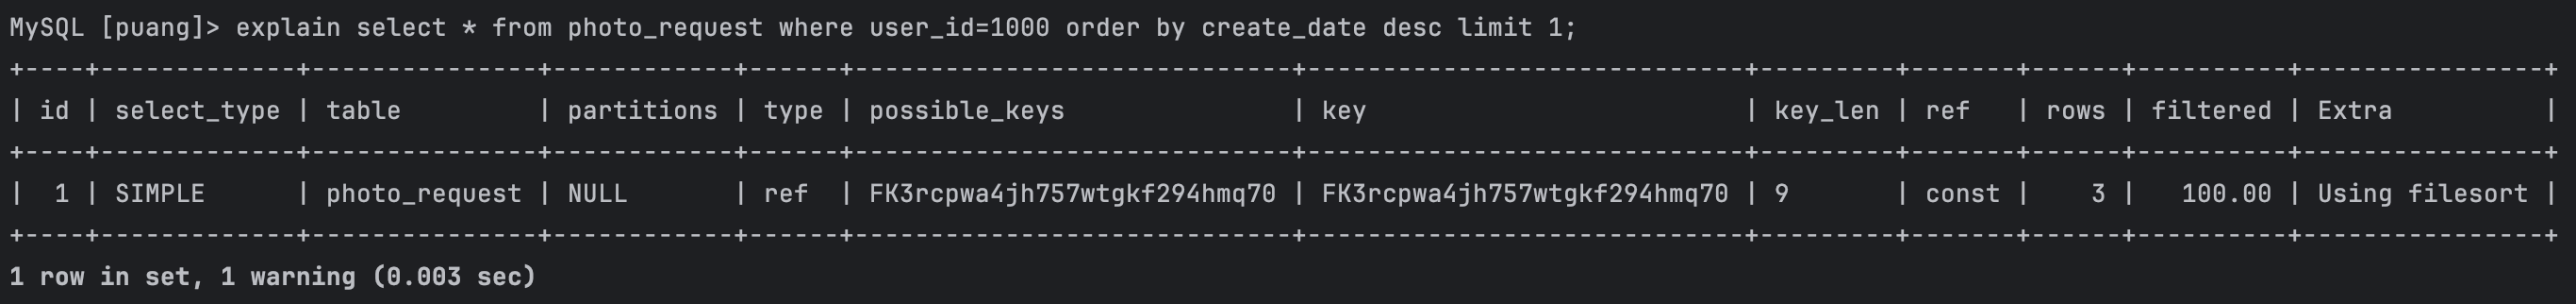 MySQL [puang]> explain select * from photo_request where user_id=1000 order by create_date desc limit 1;
+----+-------------+---------------+------------+------+-----------------------------+-----------------------------+---------+-------+------+----------+----------------+
| id | select_type | table         | partitions | type | possible_keys               | key                         | key_len | ref   | rows | filtered | Extra          |
+----+-------------+---------------+------------+------+-----------------------------+-----------------------------+---------+-------+------+----------+----------------+
|  1 | SIMPLE      | photo_request | NULL       | ref  | FK3rcpwa4jh757wtgkf294hmq70 | FK3rcpwa4jh757wtgkf294hmq70 | 9       | const |    3 |   100.00 | Using filesort |
+----+-------------+---------------+------------+------+-----------------------------+-----------------------------+---------+-------+------+----------+----------------+
1 row in set, 1 warning (0.003 sec)